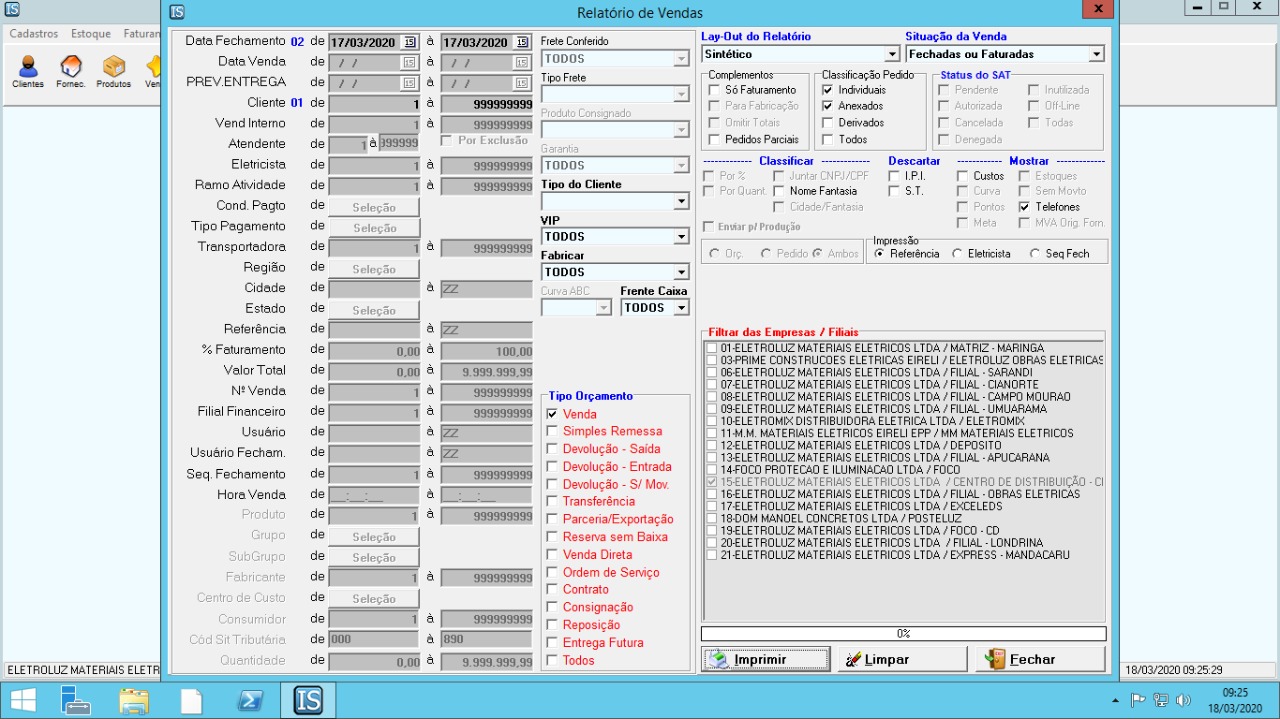 Relatório de Vendas
Cadastros Estoque Faturan
Clientes Fornec. Produtos Ven
Data Fechamento 02 de 17/03/2020 15 à 17/03/2020 15
Data Venda de / / 15 à / / 15
PREV.ENTREGA de / / 15 à / / 15
Cliente 01 de 1 à 999999999
Vend Interno de 1 à 999999999
Atendente de 1 à 999999 Por Exclusão
Eletricista de 1 à 999999999
Ramo Atividade de 1 à 999999999
Cond. Pagto de Seleção
Tipo Pagamento de Seleção
Transportadora de 1 à 999999999
Região de Seleção
Cidade de à ZZ
Estado de Seleção
Referência de à ZZ
% Faturamento de 0,00 à 100,00
Valor Total de 0,00 à 9.999.999,99
Nº Venda de 1 à 999999999
Filial Financeiro de 1 à 999999999
Usuário de à ZZ
Usuário Fecham. de à ZZ
Seq. Fechamento de 1 à 999999999
Hora Venda de __:__:__ à __:__:__
Produto de 1 à 999999999
Grupo de Seleção
SubGrupo de Seleção
Fabricante de 1 à 999999999
Centro de Custo de Seleção
Consumidor de 1 à 999999999
Cód Sit Tributária de 000 à 890
Quantidade de 0,00 à 9.999.999,99
Frete Conferido
TODOS
Tipo Frete
Produto Consignado
Garantia
TODOS
Tipo do Cliente
VIP
TODOS
Fabricar
TODOS
Curva ABC Frente Caixa
TODOS
Tipo Orçamento
Venda
Simples Remessa
Devolução - Saída
Devolução - Entrada
Devolução - S/ Mov.
Transferência
Parceria/Exportação
Reserva sem Baixa
Venda Direta
Ordem de Serviço
Contrato
Consignação
Reposição
Entrega Futura
Todos
Lay-Out do Relatório Situação da Venda
Sintético Fechadas ou Faturadas
Complementos
Só Faturamento
Para Fabricação
Omitir Totais
Pedidos Parciais
Classificação Pedido
Individuais
Anexados
Derivados
Todos
Status do SAT
Pendente Inutilizada
Autorizada Off-Line
Cancelada Todas
Denegada
Classificar Descartar Mostrar
Por % Juntar CNPJ/CPF I.P.I. Custos Estoques
Por Quant. Nome Fantasia S.T. Curva Sem Movto
Cidade/Fantasia Pontos Telefones
Meta MVA Orig. Forn.
Enviar p/ Produção
Orç. Pedido Ambos
Impressão
Referência Eletricista Seq Fech
Filtrar das Empresas / Filiais
01-ELETROLUZ MATERIAIS ELETRICOS LTDA / MATRIZ - MARINGA
03-PRIME CONSTRUCOES ELETRICAS EIRELI / ELETROLUZ OBRAS ELETRICAS
06-ELETROLUZ MATERIAIS ELETRICOS LTDA / FILIAL - SARANDI
07-ELETROLUZ MATERIAIS ELETRICOS LTDA / FILIAL - CIANORTE
08-ELETROLUZ MATERIAIS ELETRICOS LTDA / FILIAL - CAMPO MOURAO
09-ELETROLUZ MATERIAIS ELETRICOS LTDA / FILIAL - UMUARAMA
10-ELETROMIX DISTRIBUIDORA ELETRICA LTDA / ELETROMIX
11-M.M. MATERIAIS ELETRICOS EIRELI EPP / MM MATERIAIS ELETRICOS
12-ELETROLUZ MATERIAIS ELETRICOS LTDA / DEPOSITO
13-ELETROLUZ MATERIAIS ELETRICOS LTDA / FILIAL - APUCARANA
14-FOCO PROTECAO E ILUMINACAO LTDA / FOCO
15-ELETROLUZ MATERIAIS ELETRICOS LTDA / CENTRO DE DISTRIBUIÇÃO - CI
16-ELETROLUZ MATERIAIS ELETRICOS LTDA / FILIAL - OBRAS ELETRICAS
17-ELETROLUZ MATERIAIS ELETRICOS LTDA / EXCELEDS
18-DOM MANOEL CONCRETOS LTDA / POSTELUZ
19-ELETROLUZ MATERIAIS ELETRICOS LTDA / FOCO - CD
20-ELETROLUZ MATERIAIS ELETRICOS LTDA / FILIAL - LONDRINA
21-ELETROLUZ MATERIAIS ELETRICOS LTDA / EXPRESS - MANDACARU
0%
Imprimir Limpar Fechar
ELETROLUZ MATERIAIS ELETR 18/03/2020 09:25:29
IS
09:25
18/03/2020